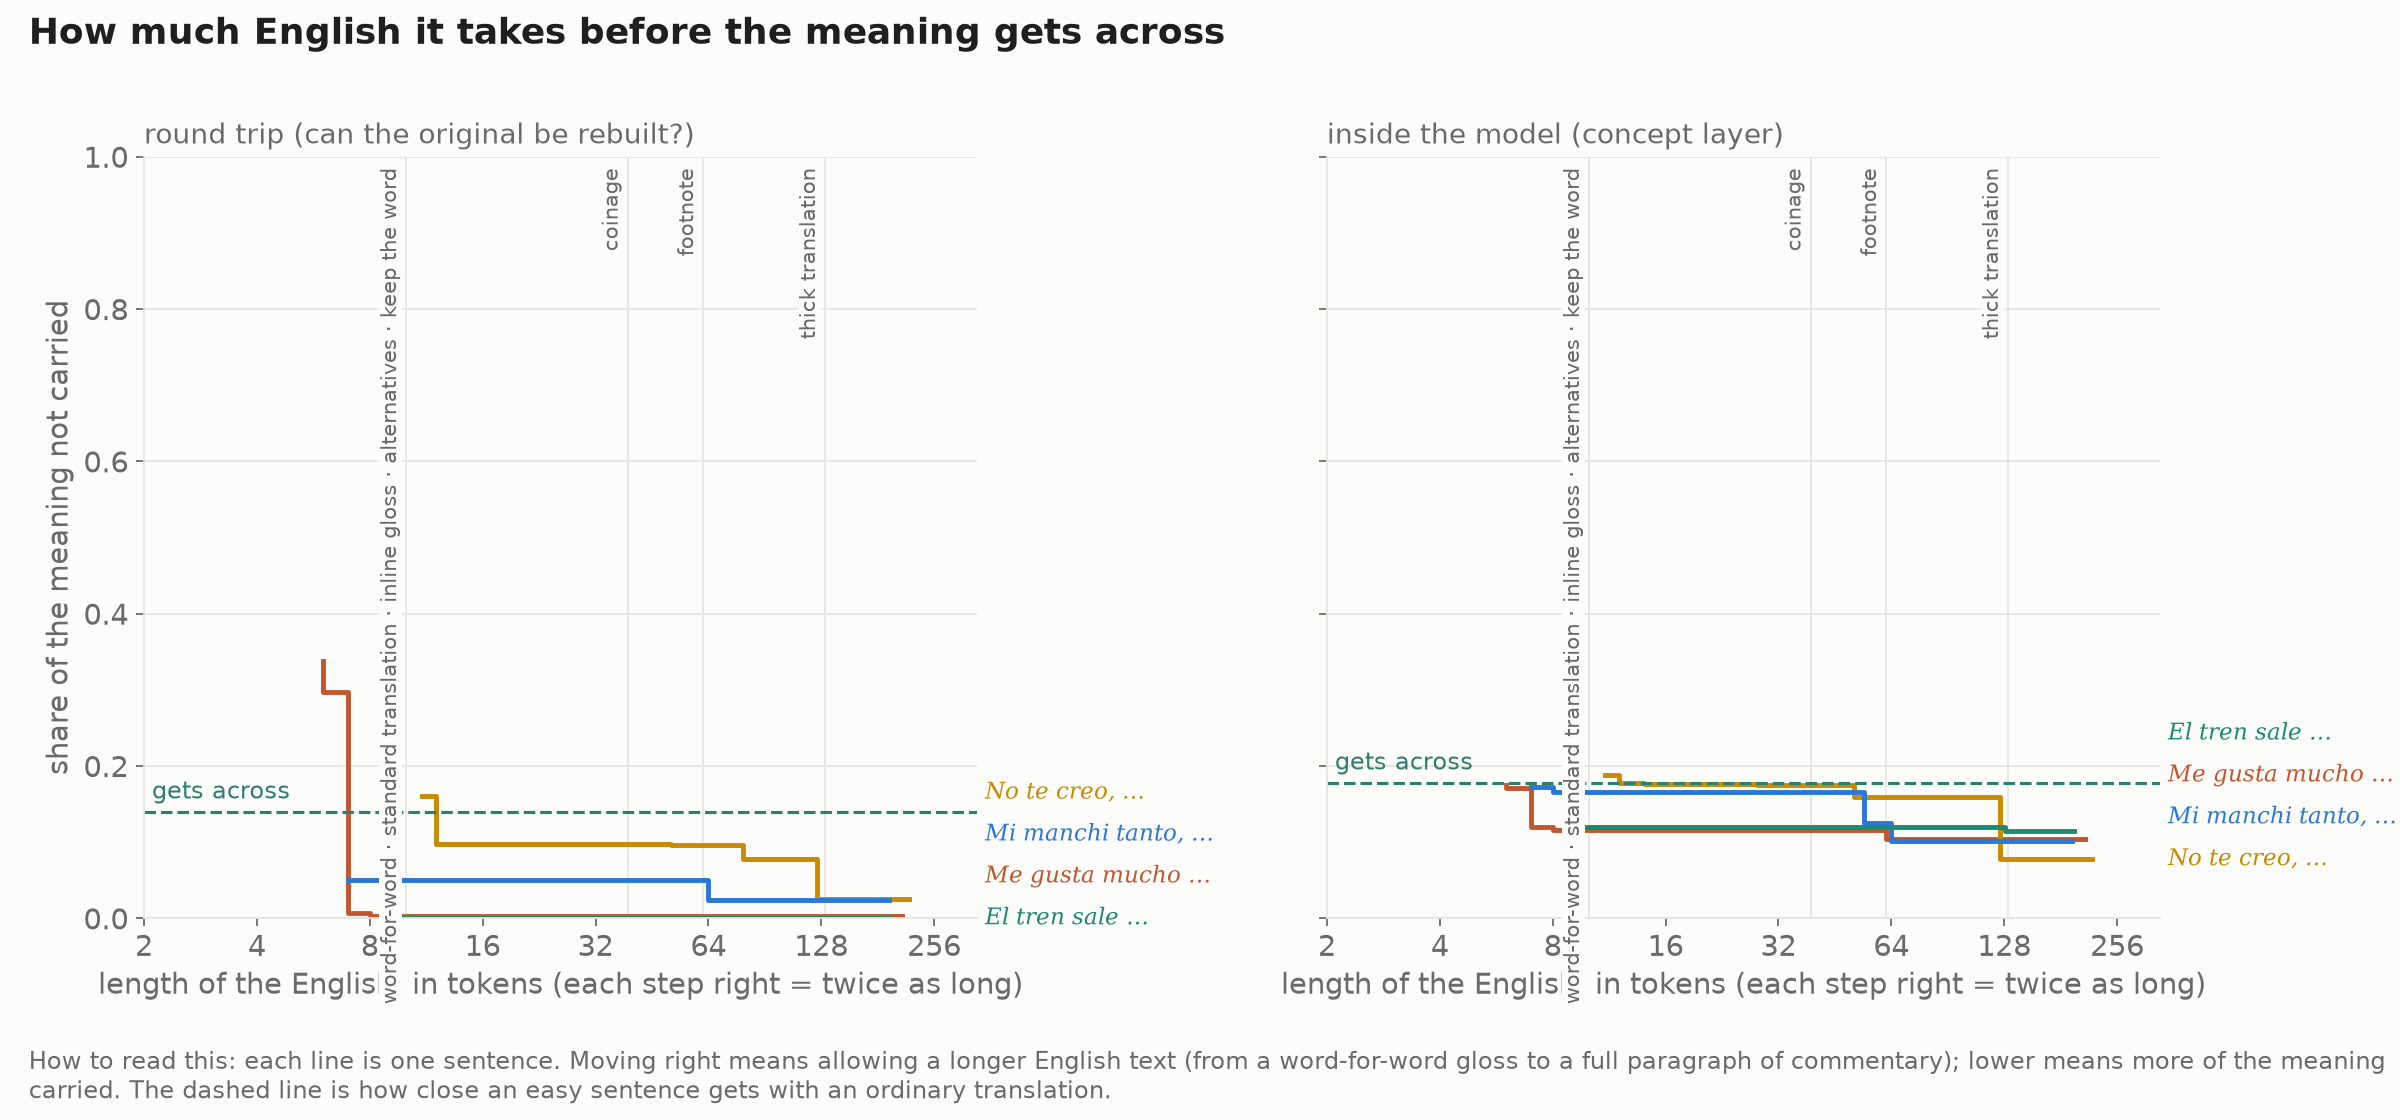 How much English it takes before the meaning gets across
round trip (can the original be rebuilt?)
share of the meaning not carried
1.0
0.8
0.6
0.4
0.2
0.0
word-for-word · standard translation · inline gloss · alternatives · keep the word
coinage
footnote
thick translation
gets across
No te creo, ...
Mi manchi tanto, ...
Me gusta mucho ...
El tren sale ...
2 4 8 16 32 64 128 256
length of the Englis in tokens (each step right = twice as long)
inside the model (concept layer)
word-for-word · standard translation · inline gloss · alternatives · keep the word
coinage
footnote
thick translation
gets across
El tren sale ...
Me gusta mucho ...
Mi manchi tanto, ...
No te creo, ...
2 4 8 16 32 64 128 256
length of the Englis in tokens (each step right = twice as long)
How to read this: each line is one sentence. Moving right means allowing a longer English text (from a word-for-word gloss to a full paragraph of commentary); lower means more of the meaning
carried. The dashed line is how close an easy sentence gets with an ordinary translation.